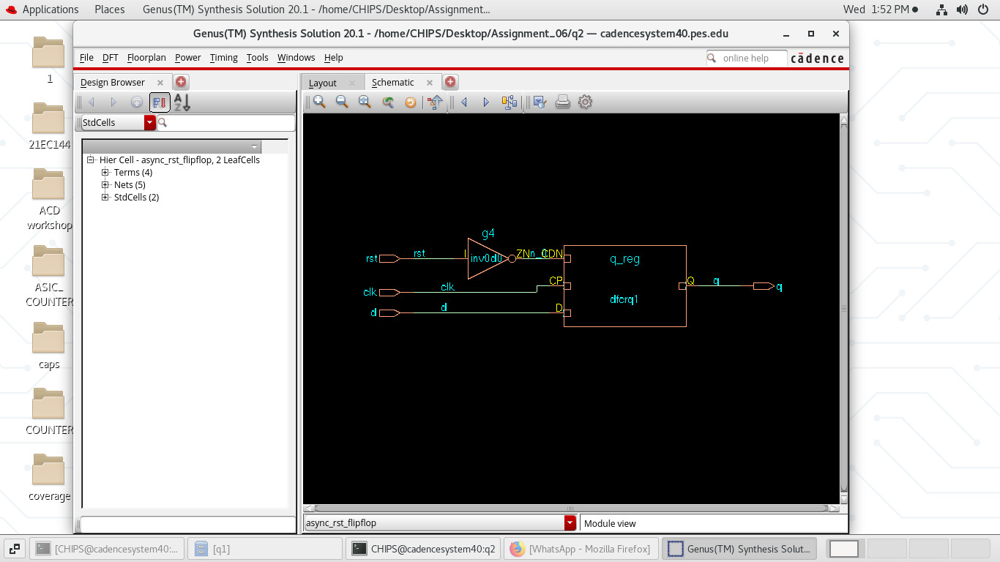 Applications Places Genus(TM) Synthesis Solution 20.1 - /home/CHIPS/Desktop/Assignment... Wed 1:52 PM
Genus(TM) Synthesis Solution 20.1 - /home/CHIPS/Desktop/Assignment_06/q2 — cadencesystem40.pes.edu
File DFT Floorplan Power Timing Tools Windows Help online help cādence
Design Browser Layout Schematic
StdCells
Hier Cell - async_rst_flipflop, 2 LeafCells
Terms (4)
Nets (5)
StdCells (2)
1
21EC144
ACD
workshop
ASIC_
COUNTER
caps
COUNTER
coverage
g4
rst rst I inv0d0 ZN n_0 CDN q_reg
clk clk CP Q q q
d d D dfcrq1
async_rst_flipflop Module view
[CHIPS@cadencesystem40:... [q1] CHIPS@cadencesystem40:q2 [WhatsApp - Mozilla Firefox] Genus(TM) Synthesis Solut...